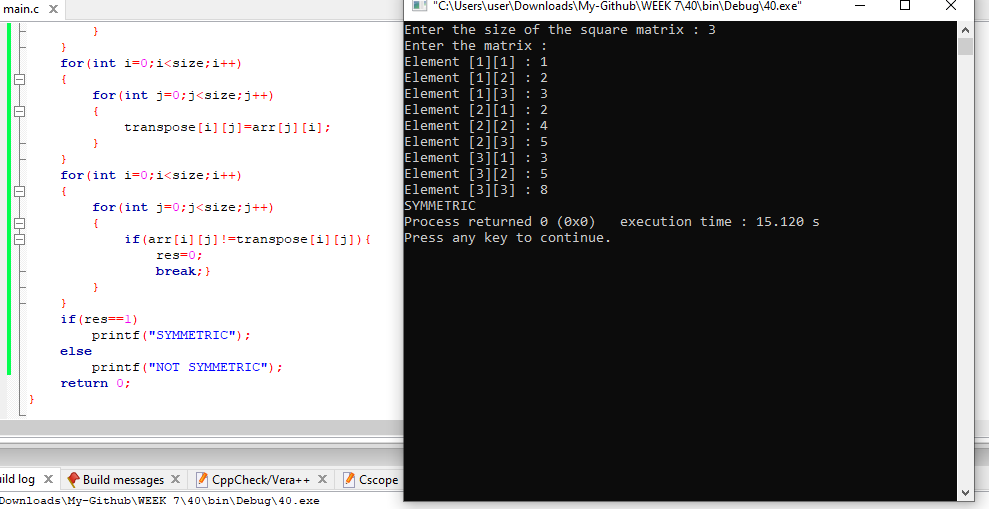 main.c
"C:\Users\user\Downloads\My-Github\WEEK 7\40\bin\Debug\40.exe"
}
}
for(int i=0;i<size;i++)
{
for(int j=0;j<size;j++)
{
transpose[i][j]=arr[j][i];
}
}
for(int i=0;i<size;i++)
{
for(int j=0;j<size;j++)
{
if(arr[i][j]!=transpose[i][j]){
res=0;
break;}
}
}
if(res==1)
printf("SYMMETRIC");
else
printf("NOT SYMMETRIC");
return 0;
}
Enter the size of the square matrix : 3
Enter the matrix :
Element [1][1] : 1
Element [1][2] : 2
Element [1][3] : 3
Element [2][1] : 2
Element [2][2] : 4
Element [2][3] : 5
Element [3][1] : 3
Element [3][2] : 5
Element [3][3] : 8
SYMMETRIC
Process returned 0 (0x0)   execution time : 15.120 s
Press any key to continue.
ild log
Build messages
CppCheck/Vera++
Cscope
Downloads\My-Github\WEEK 7\40\bin\Debug\40.exe